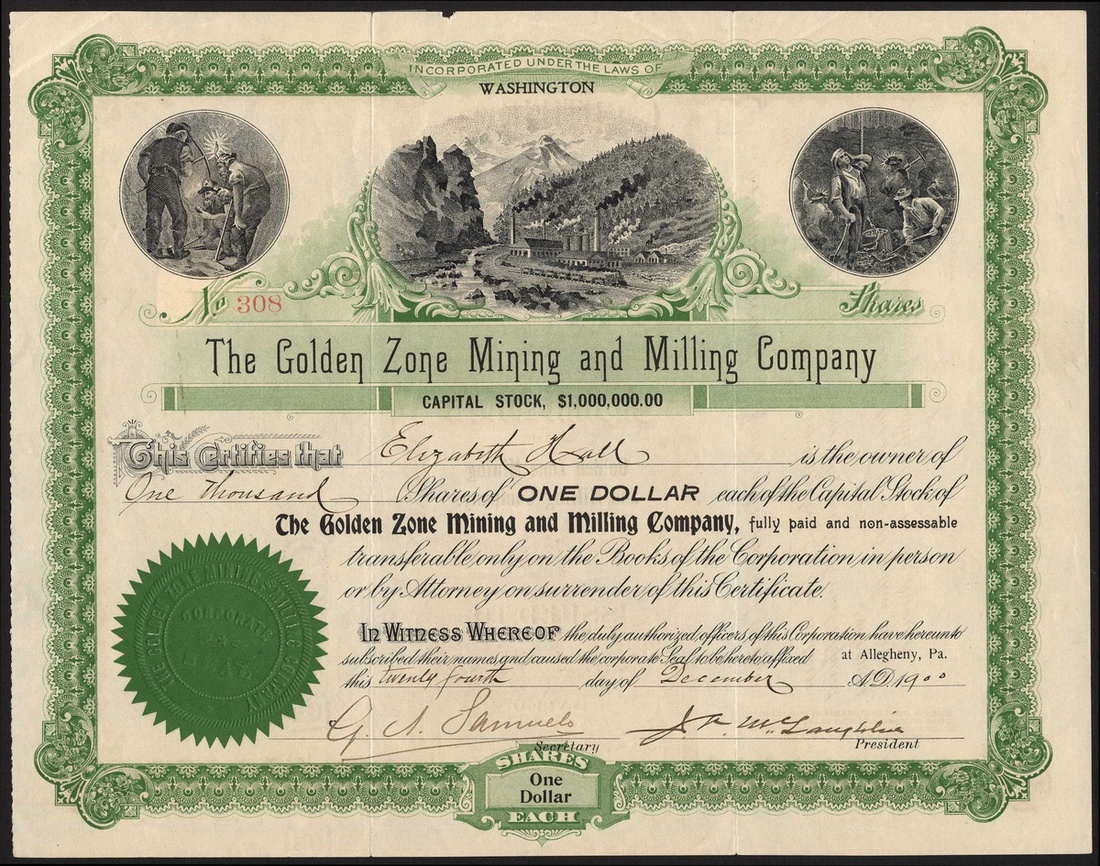 INCORPORATED UNDER THE LAWS OF
WASHINGTON
No 308
Shares
The Golden Zone Mining and Milling Company
CAPITAL STOCK, $1,000,000.00
This Certifies that Elizabeth Hall is the owner of
One thousand Shares of ONE DOLLAR each of the Capital Stock of
The Golden Zone Mining and Milling Company, fully paid and non-assessable
transferable only on the Books of the Corporation in person
or by Attorney on surrender of this Certificate.
IN WITNESS WHEREOF the duly authorized officers of this Corporation have hereunto
subscribed their names and caused the corporate Seal to be hereto affixed at Allegheny, Pa.
this twenty fourth day of December A.D. 1900
G. A. Samuels
Secretary
McLaughlin
President
CORPORATE
SHARES
One
Dollar
EACH